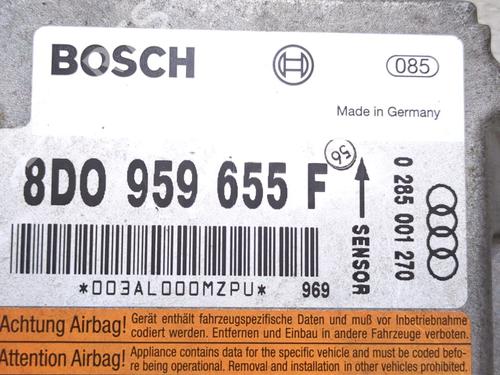 BOSCH
085
Made in Germany
8D0 959 655 F
56
SENSOR
0 285 001 270
*003AL000MZPU*
969
Achtung Airbag! Gerät enthält fahrzeugspezifische Daten und muß vor Inbetriebnahme
codiert werden. Entfernen und Einbau in andere Fahrzeuge verboten.
Attention Airbag! Appliance contains data for the specific vehicle and must be coded befo-
re being operational. Removal and installation in other vehicles prohibited.